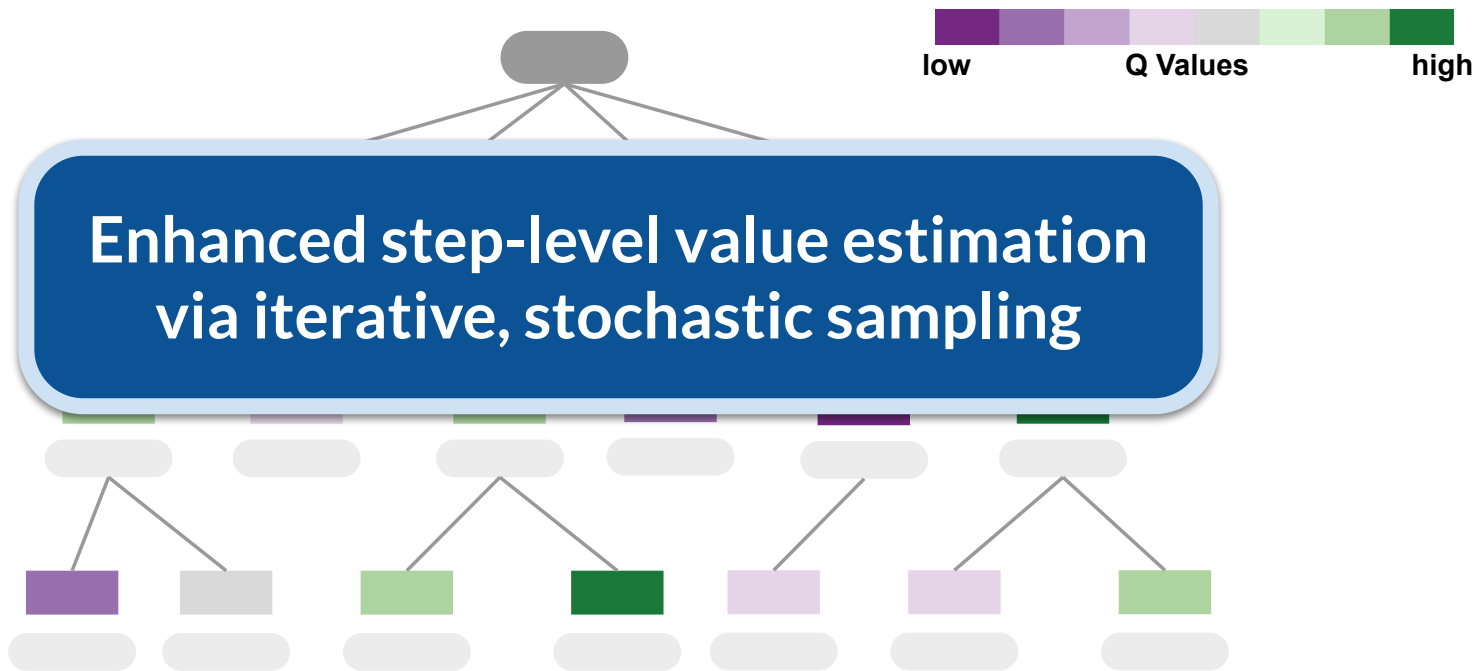 low Q Values high
Enhanced step-level value estimation
via iterative, stochastic sampling